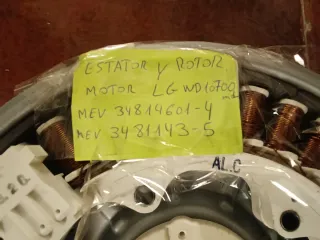 ESTATOR y ROTOR
MOTOR LG WD10700
MEV 34814601-4
MEV 3481143-5
AL.C